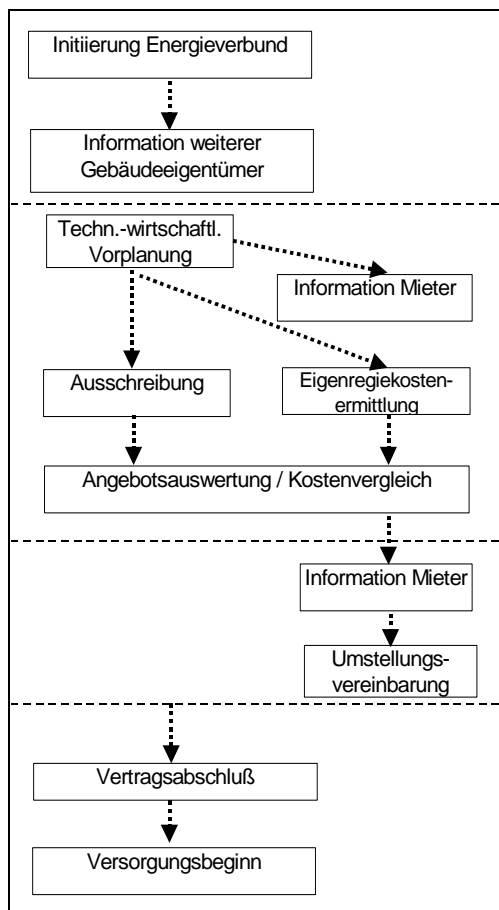 Initiierung Energieverbund
Information weiterer
Gebäudeeigentümer
Techn.-wirtschaftl.
Vorplanung
Information Mieter
Ausschreibung
Eigenregiekosten-
ermittlung
Angebotsauswertung / Kostenvergleich
Information Mieter
Umstellungs-
vereinbarung
Vertragsabschluß
Versorgungsbeginn